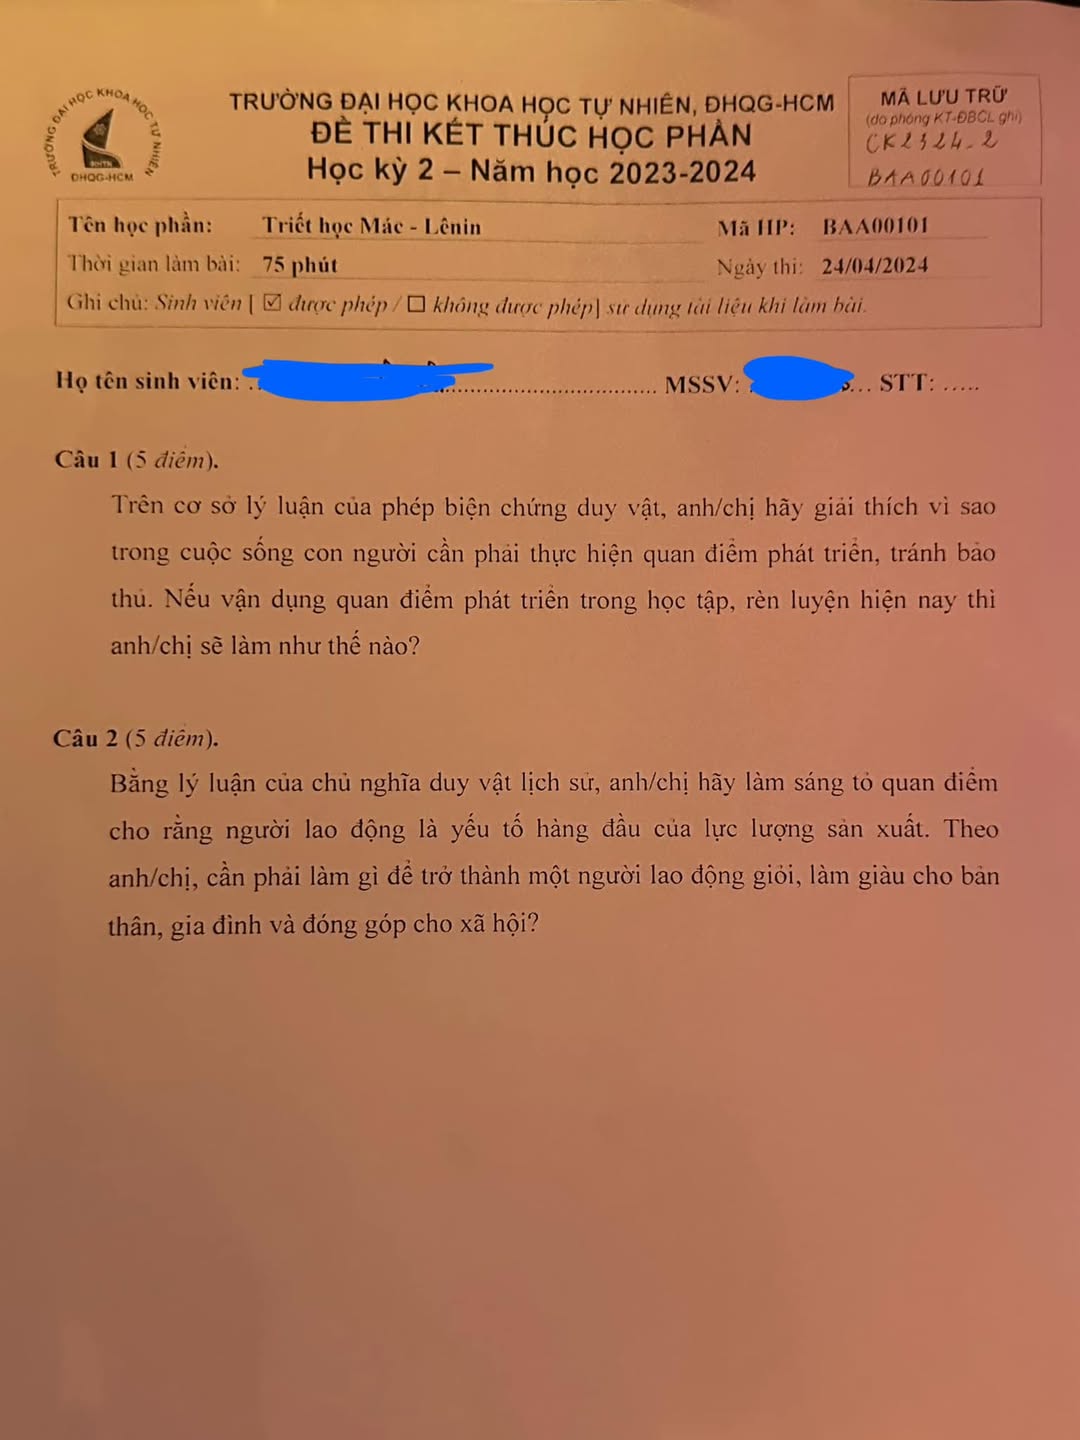 TRƯỜNG ĐẠI HỌC KHOA HỌC TỰ NHIÊN
ĐHQG-HCM
TRƯỜNG ĐẠI HỌC KHOA HỌC TỰ NHIÊN, ĐHQG-HCM
ĐỀ THI KẾT THÚC HỌC PHẦN
Học kỳ 2 – Năm học 2023-2024
MÃ LƯU TRỮ
(do phòng KT-ĐBCL ghi)
CK2324_2
BAA00101
Tên học phần: Triết học Mác - Lênin Mã HP: BAA00101
Thời gian làm bài: 75 phút Ngày thi: 24/04/2024
Ghi chú: Sinh viên [ ☑ được phép / ☐ không được phép] sử dụng tài liệu khi làm bài.
Họ tên sinh viên: ........ MSSV: ........ STT: .....
Câu 1 (5 điểm).
Trên cơ sở lý luận của phép biện chứng duy vật, anh/chị hãy giải thích vì sao
trong cuộc sống con người cần phải thực hiện quan điểm phát triển, tránh bảo
thủ. Nếu vận dụng quan điểm phát triển trong học tập, rèn luyện hiện nay thì
anh/chị sẽ làm như thế nào?
Câu 2 (5 điểm).
Bằng lý luận của chủ nghĩa duy vật lịch sử, anh/chị hãy làm sáng tỏ quan điểm
cho rằng người lao động là yếu tố hàng đầu của lực lượng sản xuất. Theo
anh/chị, cần phải làm gì để trở thành một người lao động giỏi, làm giàu cho bản
thân, gia đình và đóng góp cho xã hội?